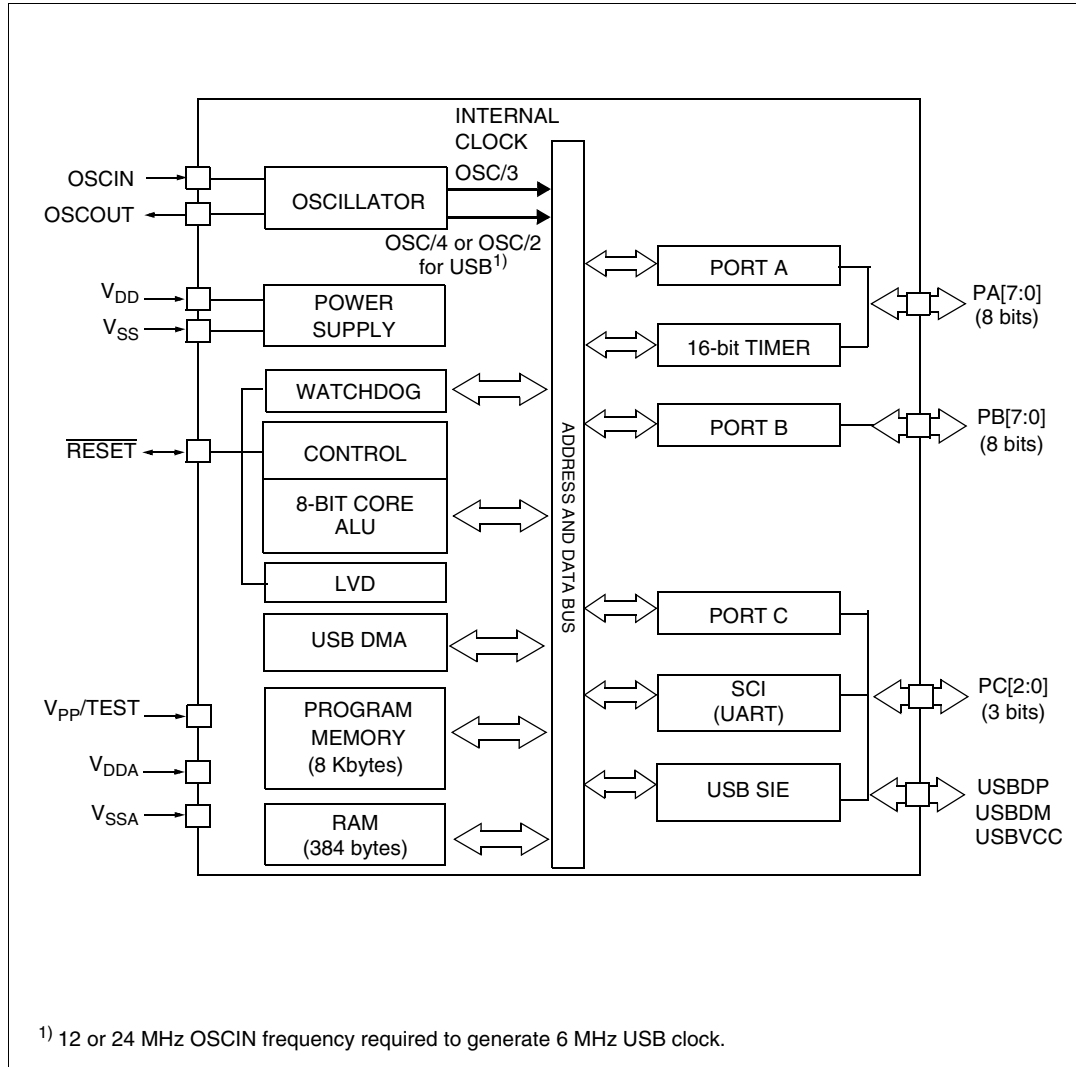 INTERNAL
CLOCK
OSCIN
OSCOUT
OSCILLATOR
OSC/3
OSC/4 or OSC/2
for USB1)
VDD
VSS
POWER
SUPPLY
WATCHDOG
RESET
CONTROL
8-BIT CORE
ALU
LVD
USB DMA
VPP/TEST
VDDA
VSSA
PROGRAM
MEMORY
(8 Kbytes)
RAM
(384 bytes)
ADDRESS AND DATA BUS
PORT A
16-bit TIMER
PA[7:0]
(8 bits)
PORT B
PB[7:0]
(8 bits)
PORT C
SCI
(UART)
PC[2:0]
(3 bits)
USB SIE
USBDP
USBDM
USBVCC
1) 12 or 24 MHz OSCIN frequency required to generate 6 MHz USB clock.